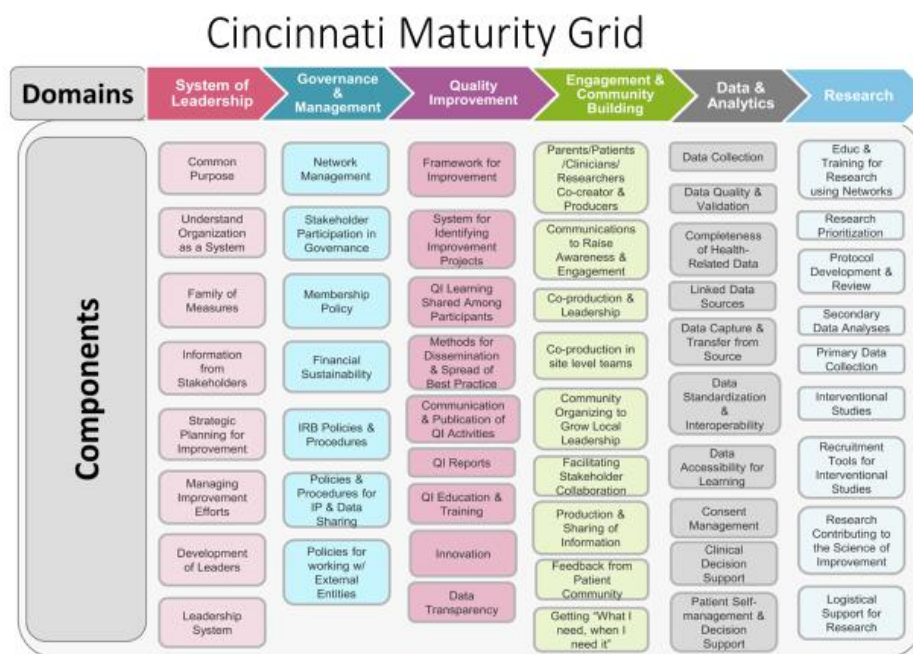 Cincinnati Maturity Grid
Domains
System of
Leadership
Governance
&
Management
Quality
Improvement
Engagement &
Community
Building
Data &
Analytics
Research
Components
Common
Purpose
Understand
Organization
as a System
Family of
Measures
Information
from
Stakeholders
Strategic
Planning for
Improvement
Managing
Improvement
Efforts
Development
of Leaders
Leadership
System
Network
Management
Stakeholder
Participation in
Governance
Membership
Policy
Financial
Sustainability
IRB Policies &
Procedures
Policies &
Procedures for
IP & Data
Sharing
Policies for
working w/
External
Entities
Framework for
Improvement
System for
Identifying
Improvement
Projects
QI Learning
Shared Among
Participants
Methods for
Dissemination
& Spread of
Best Practice
Communication
& Publication of
QI Activities
QI Reports
QI Education &
Training
Innovation
Data
Transparency
Parents/Patients
/Clinicians/
Researchers
Co-creator &
Producers
Communications
to Raise
Awareness &
Engagement
Co-production &
Leadership
Co-production in
site level teams
Community
Organizing to
Grow Local
Leadership
Facilitating
Stakeholder
Collaboration
Production &
Sharing of
Information
Feedback from
Patient
Community
Getting "What I
need, when I
need it"
Data Collection
Data Quality &
Validation
Completeness
of Health-
Related Data
Linked Data
Sources
Data Capture &
Transfer from
Source
Data
Standardization
&
Interoperability
Data
Accessibility for
Learning
Consent
Management
Clinical
Decision
Support
Patient Self-
management &
Decision
Support
Educ &
Training for
Research
using Networks
Research
Prioritization
Protocol
Development &
Review
Secondary
Data Analyses
Primary Data
Collection
Interventional
Studies
Recruitment
Tools for
Interventional
Studies
Research
Contributing to
the Science of
Improvement
Logistical
Support for
Research